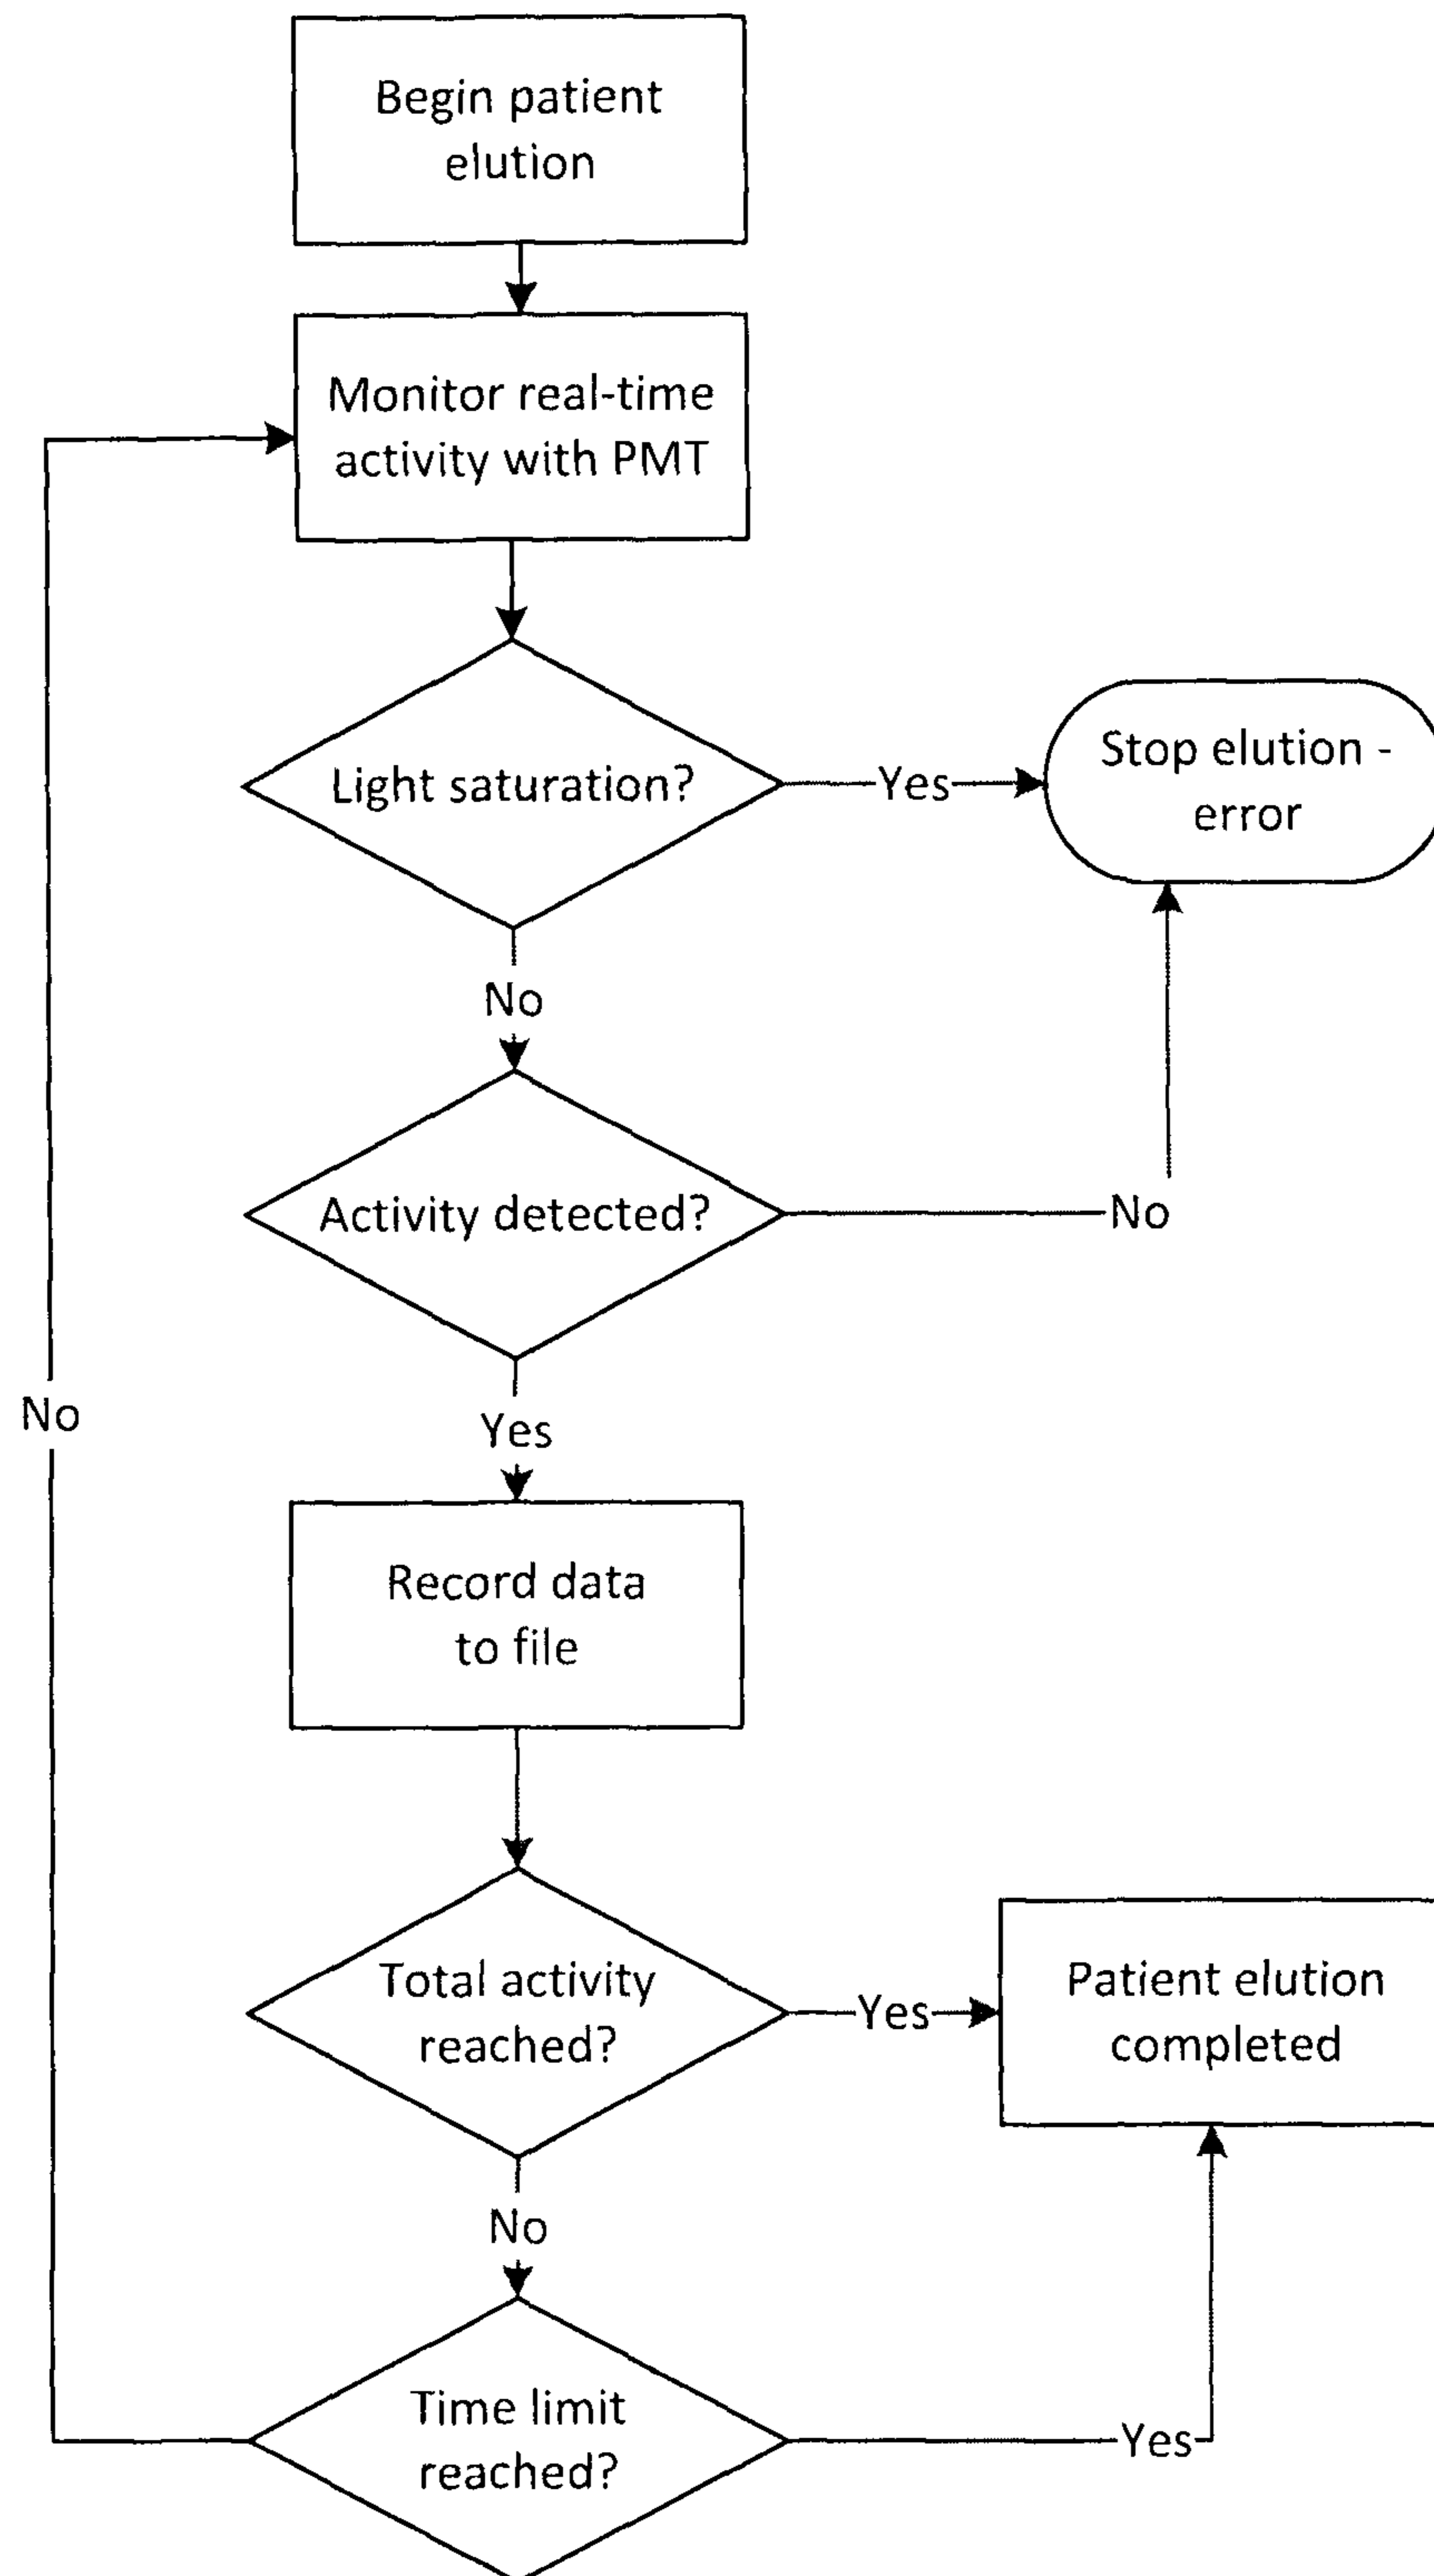 Begin patient
elution
Monitor real-time
activity with PMT
Light saturation?
Yes
Stop elution -
error
No
Activity detected?
No
No
Yes
Record data
to file
Total activity
reached?
Yes
Patient elution
completed
No
Time limit
reached?
Yes